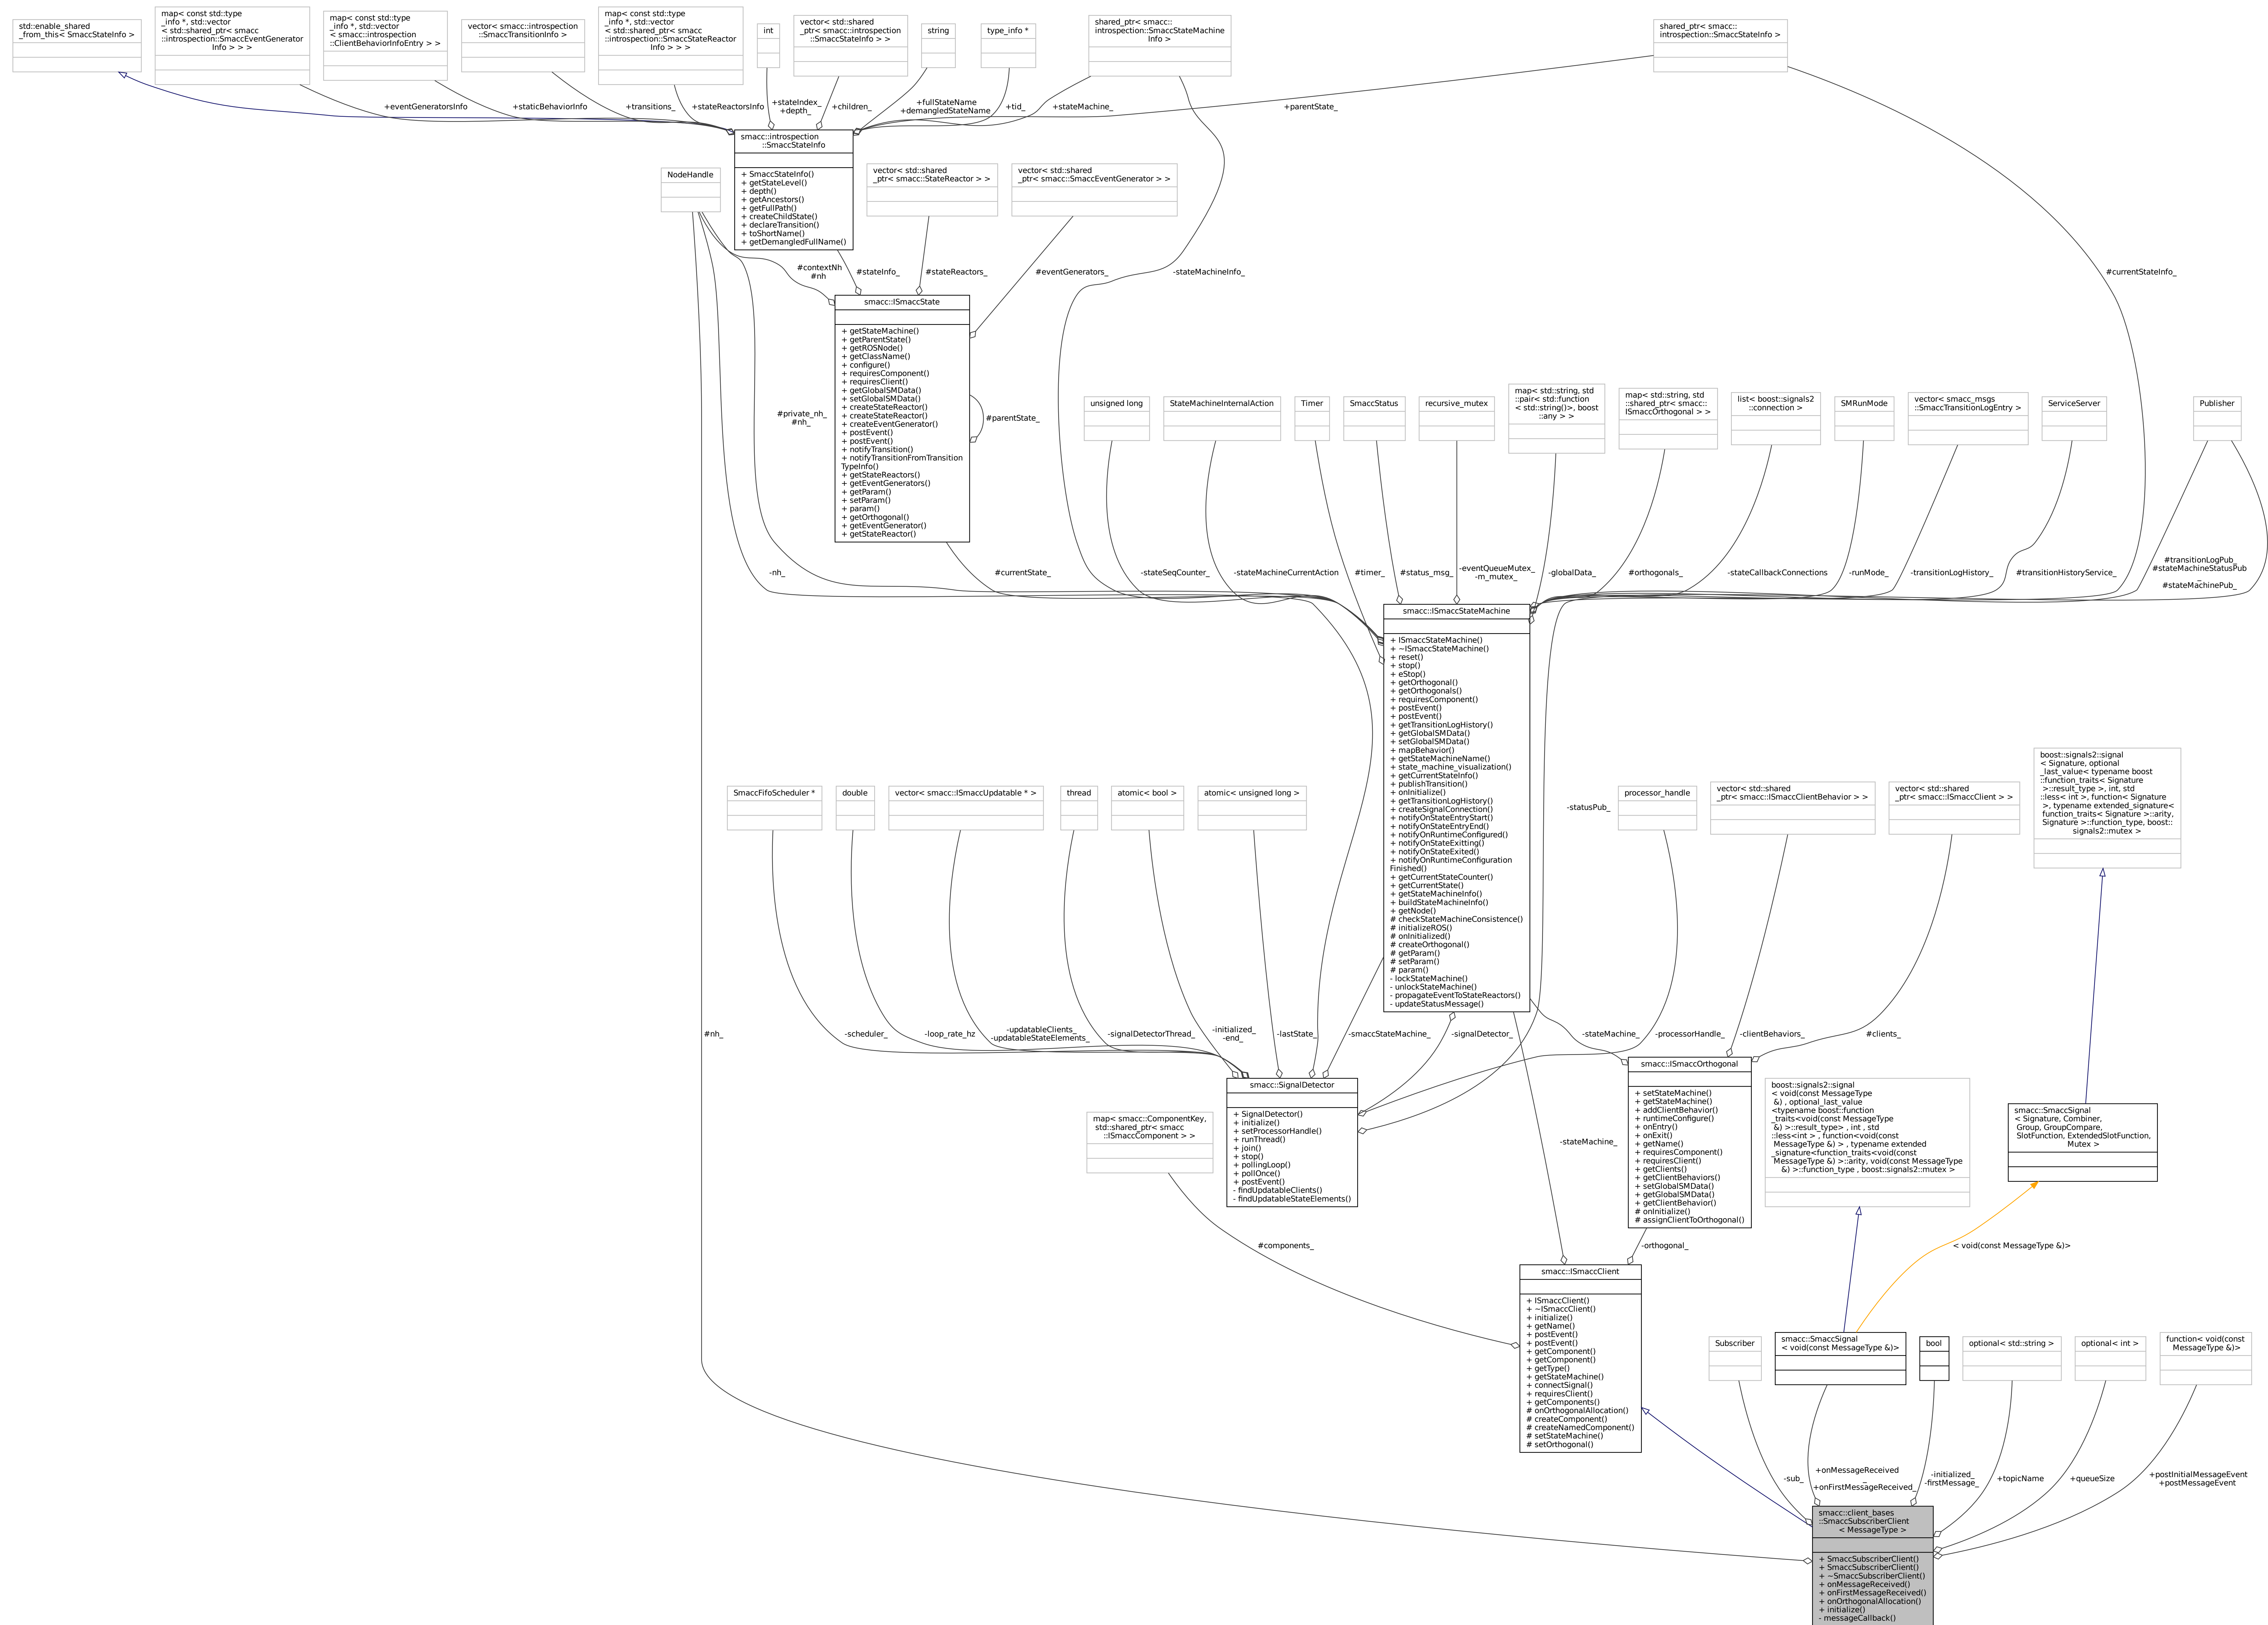 std::enable_shared
_from_this< SmaccStateInfo >
map< const std::type
_info *, std::vector
< std::shared_ptr< smacc
::introspection::SmaccEventGenerator
Info > > >
map< const std::type
_info *, std::vector
< smacc::introspection
::ClientBehaviorInfoEntry > >
vector< smacc::introspection
::SmaccTransitionInfo >
map< const std::type
_info *, std::vector
< std::shared_ptr< smacc
::introspection::SmaccStateReactor
Info > > >
int
vector< std::shared
_ptr< smacc::introspection
::SmaccStateInfo > >
string
type_info *
shared_ptr< smacc::
introspection::SmaccStateMachine
Info >
shared_ptr< smacc::
introspection::SmaccStateInfo >
+eventGeneratorsInfo
+staticBehaviorInfo
+transitions_
+stateReactorsInfo
+stateIndex_
+depth_
+children_
+fullStateName
+demangledStateName
+tid_
+stateMachine_
+parentState_
smacc::introspection
::SmaccStateInfo
+ SmaccStateInfo()
+ getStateLevel()
+ depth()
+ getAncestors()
+ getFullPath()
+ createChildState()
+ declareTransition()
+ toShortName()
+ getDemangledFullName()
NodeHandle
vector< std::shared
_ptr< smacc::StateReactor > >
vector< std::shared
_ptr< smacc::SmaccEventGenerator > >
#contextNh
#nh
#stateInfo_
#stateReactors_
#eventGenerators_
-stateMachineInfo_
#currentStateInfo_
smacc::ISmaccState
+ getStateMachine()
+ getParentState()
+ getROSNode()
+ getClassName()
+ configure()
+ requiresComponent()
+ requiresClient()
+ getGlobalSMData()
+ setGlobalSMData()
+ createStateReactor()
+ createStateReactor()
+ createEventGenerator()
+ postEvent()
+ postEvent()
+ notifyTransition()
+ notifyTransitionFromTransition
TypeInfo()
+ getStateReactors()
+ getEventGenerators()
+ getParam()
+ setParam()
+ param()
+ getOrthogonal()
+ getEventGenerator()
+ getStateReactor()
#private_nh_
#nh_
#parentState_
unsigned long
StateMachineInternalAction
Timer
SmaccStatus
recursive_mutex
map< std::string, std
::pair< std::function
< std::string()>, boost
::any > >
map< std::string, std
::shared_ptr< smacc::
ISmaccOrthogonal > >
list< boost::signals2
::connection >
SMRunMode
vector< smacc_msgs
::SmaccTransitionLogEntry >
ServiceServer
Publisher
-nh_
#currentState_
-stateSeqCounter_
-stateMachineCurrentAction
#timer_
#status_msg_
-eventQueueMutex_
-m_mutex_
-globalData_
#orthogonals_
-stateCallbackConnections
-runMode_
-transitionLogHistory_
#transitionHistoryService_
#transitionLogPub_
#stateMachineStatusPub
_
#stateMachinePub_
smacc::ISmaccStateMachine
+ ISmaccStateMachine()
+ ~ISmaccStateMachine()
+ reset()
+ stop()
+ eStop()
+ getOrthogonal()
+ getOrthogonals()
+ requiresComponent()
+ postEvent()
+ postEvent()
+ getTransitionLogHistory()
+ getGlobalSMData()
+ setGlobalSMData()
+ mapBehavior()
+ getStateMachineName()
+ state_machine_visualization()
+ getCurrentStateInfo()
+ publishTransition()
+ onInitialize()
+ getTransitionLogHistory()
+ createSignalConnection()
+ notifyOnStateEntryStart()
+ notifyOnStateEntryEnd()
+ notifyOnRuntimeConfigured()
+ notifyOnStateExitting()
+ notifyOnStateExited()
+ notifyOnRuntimeConfiguration
Finished()
+ getCurrentStateCounter()
+ getCurrentState()
+ getStateMachineInfo()
+ buildStateMachineInfo()
+ getNode()
# checkStateMachineConsistence()
# initializeROS()
# onInitialized()
# createOrthogonal()
# getParam()
# setParam()
# param()
- lockStateMachine()
- unlockStateMachine()
- propagateEventToStateReactors()
- updateStatusMessage()
SmaccFifoScheduler *
double
vector< smacc::ISmaccUpdatable * >
thread
atomic< bool >
atomic< unsigned long >
-statusPub_
processor_handle
vector< std::shared
_ptr< smacc::ISmaccClientBehavior > >
vector< std::shared
_ptr< smacc::ISmaccClient > >
boost::signals2::signal
< Signature, optional
_last_value< typename boost
::function_traits< Signature
>::result_type >, int, std
::less< int >, function< Signature
>, typename extended_signature<
function_traits< Signature >::arity,
Signature >::function_type, boost::
signals2::mutex >
#nh_
-scheduler_
-loop_rate_hz
-updatableClients_
-updatableStateElements_
-signalDetectorThread_
-initialized_
-end_
-lastState_
-smaccStateMachine_
-signalDetector_
-stateMachine_
-processorHandle_
-clientBehaviors_
#clients_
smacc::SignalDetector
+ SignalDetector()
+ initialize()
+ setProcessorHandle()
+ runThread()
+ join()
+ stop()
+ pollingLoop()
+ pollOnce()
+ postEvent()
- findUpdatableClients()
- findUpdatableStateElements()
smacc::ISmaccOrthogonal
+ setStateMachine()
+ getStateMachine()
+ addClientBehavior()
+ runtimeConfigure()
+ onEntry()
+ onExit()
+ getName()
+ requiresComponent()
+ requiresClient()
+ getClients()
+ getClientBehaviors()
+ setGlobalSMData()
+ getGlobalSMData()
+ getClientBehavior()
# onInitialize()
# assignClientToOrthogonal()
boost::signals2::signal
< void(const MessageType
&) , optional_last_value
<typename boost::function
_traits<void(const MessageType
&) >::result_type> , int , std
::less<int > , function<void(const
MessageType &) > , typename extended
_signature<function_traits<void(const
MessageType &) >::arity, void(const MessageType
&) >::function_type , boost::signals2::mutex >
smacc::SmaccSignal
< Signature, Combiner,
Group, GroupCompare,
SlotFunction, ExtendedSlotFunction,
Mutex >
map< smacc::ComponentKey,
std::shared_ptr< smacc
::ISmaccComponent > >
-stateMachine_
#components_
-orthogonal_
< void(const MessageType &)>
smacc::ISmaccClient
+ ISmaccClient()
+ ~ISmaccClient()
+ initialize()
+ getName()
+ postEvent()
+ postEvent()
+ getComponent()
+ getComponent()
+ getType()
+ getStateMachine()
+ connectSignal()
+ requiresClient()
+ getComponents()
# onOrthogonalAllocation()
# createComponent()
# createNamedComponent()
# setStateMachine()
# setOrthogonal()
Subscriber
smacc::SmaccSignal
< void(const MessageType &)>
bool
optional< std::string >
optional< int >
function< void(const
MessageType &)>
-sub_
+onMessageReceived
_
+onFirstMessageReceived_
-initialized_
-firstMessage_
+topicName
+queueSize
+postInitialMessageEvent
+postMessageEvent
smacc::client_bases
::SmaccSubscriberClient
< MessageType >
+ SmaccSubscriberClient()
+ SmaccSubscriberClient()
+ ~SmaccSubscriberClient()
+ onMessageReceived()
+ onFirstMessageReceived()
+ onOrthogonalAllocation()
+ initialize()
- messageCallback()